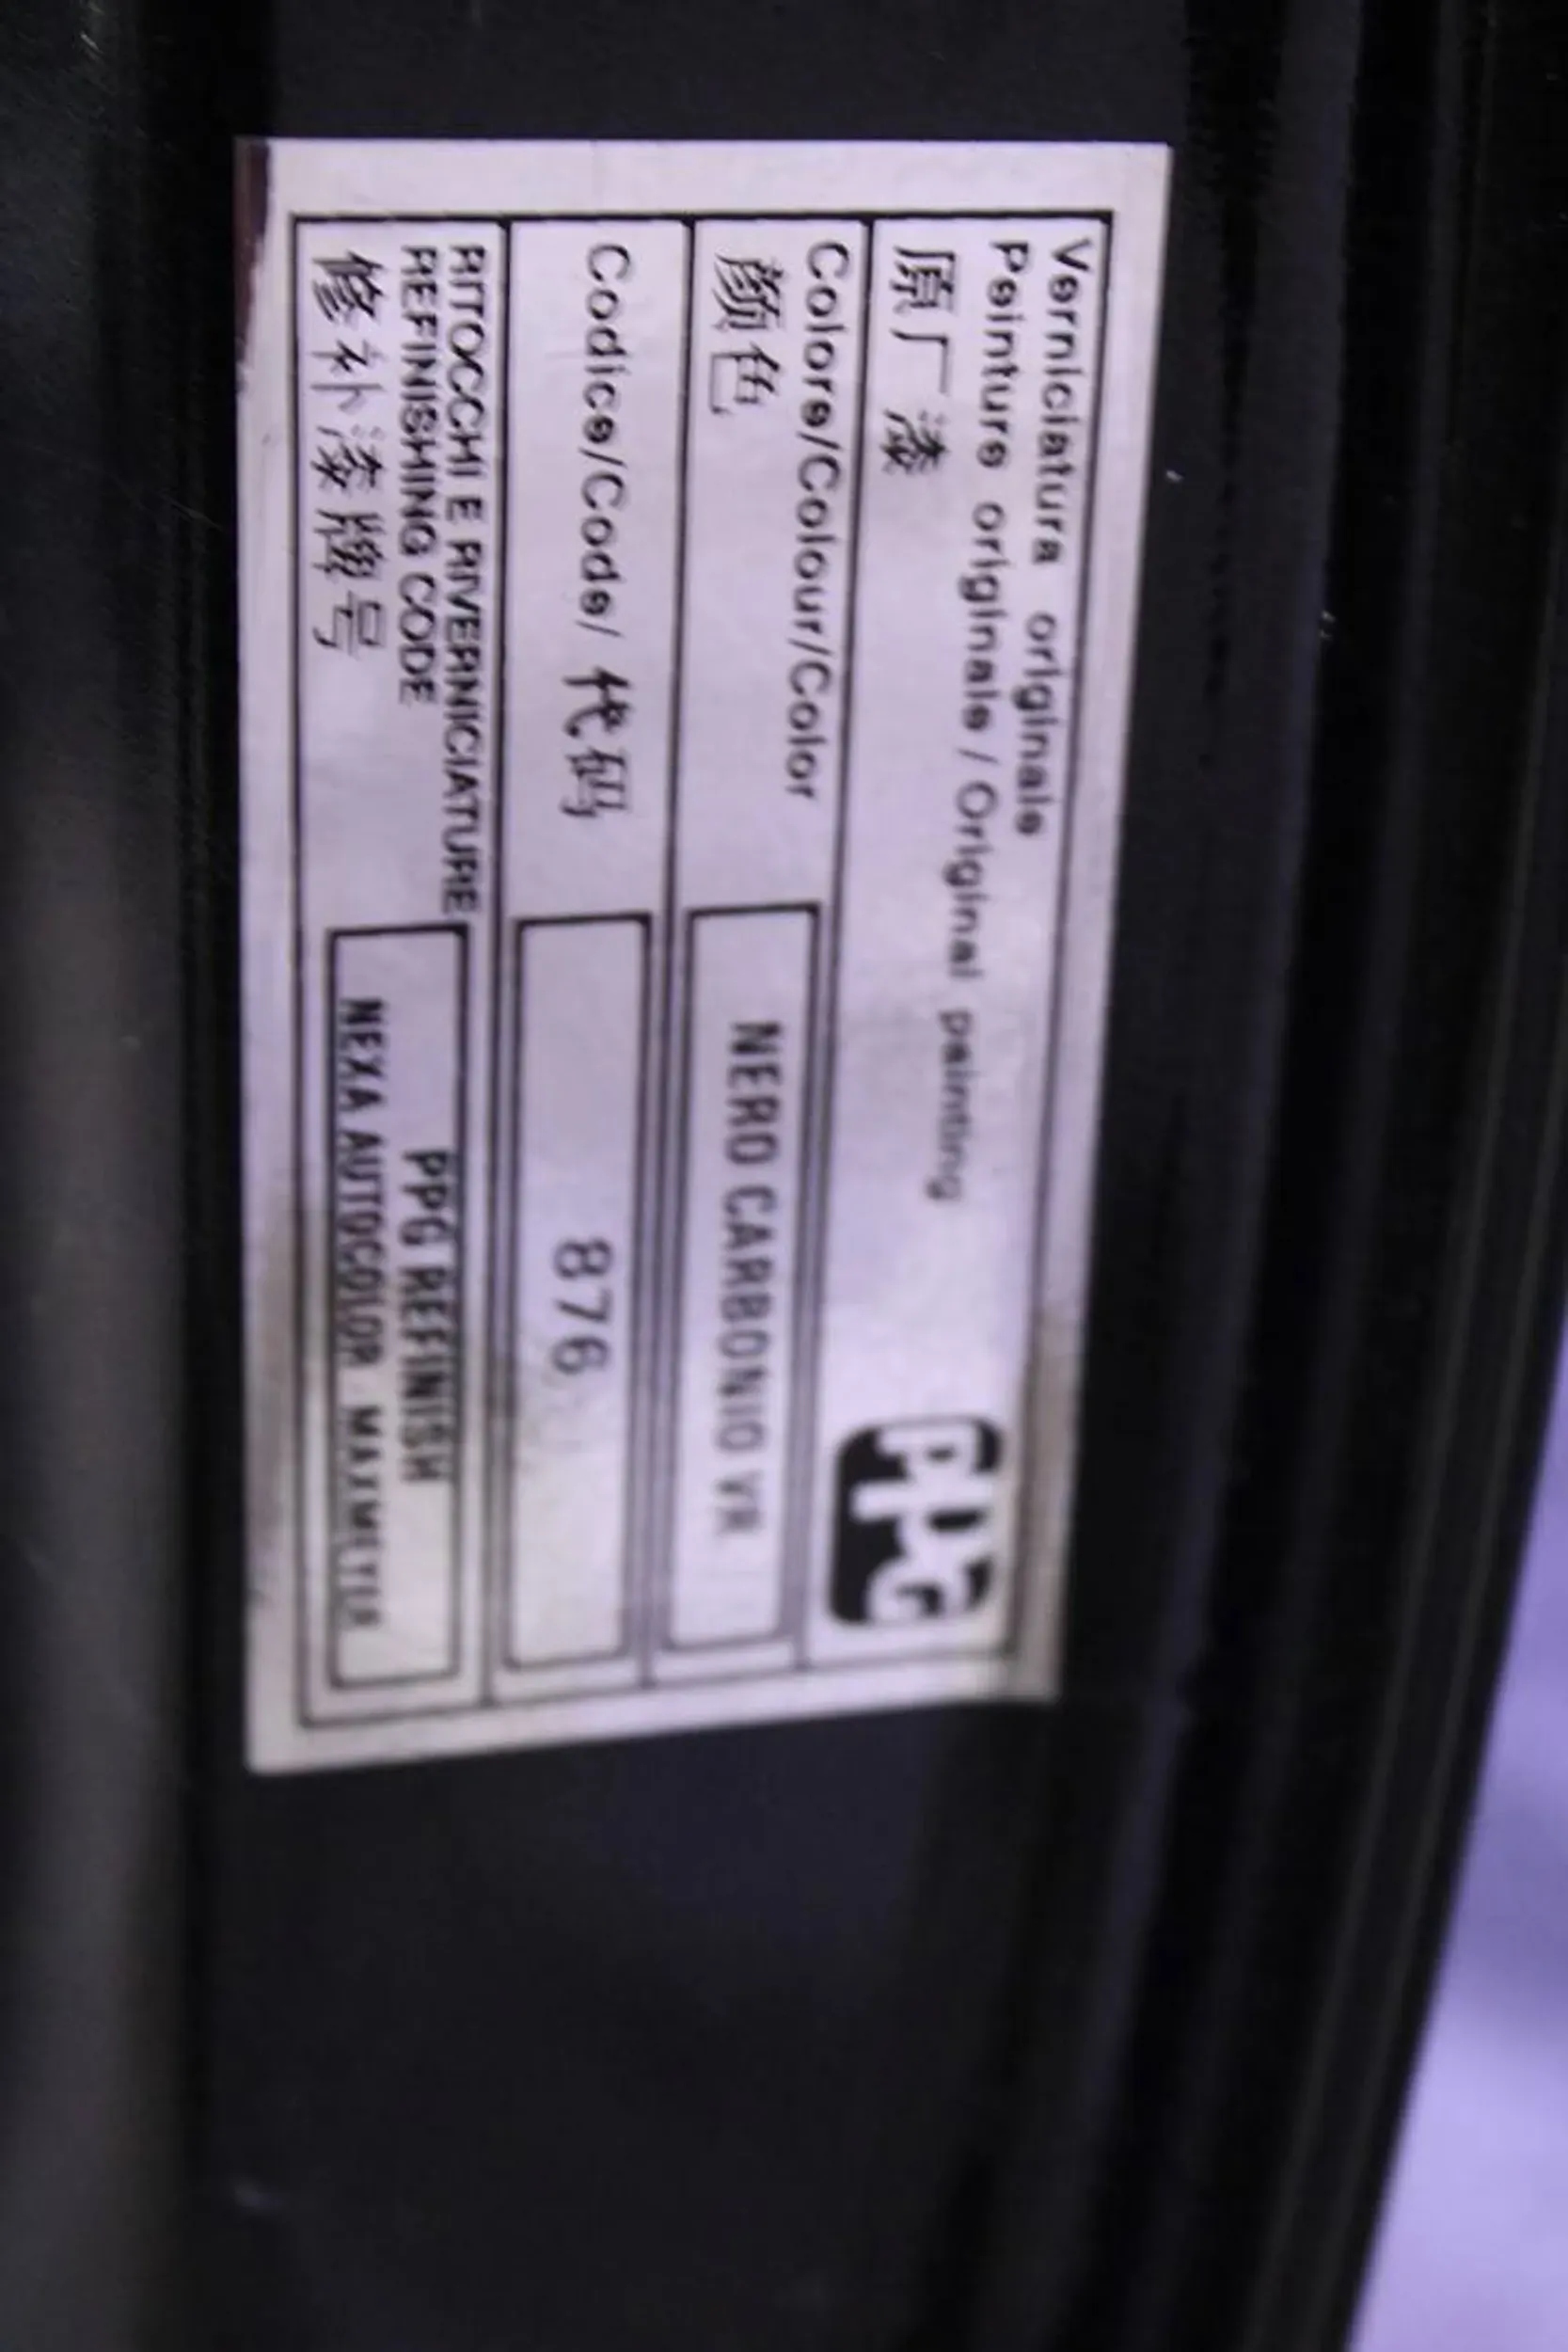 Verniciatura originale
Peinture originale / Original painting
原厂漆
PPG
Colore/Colour/Color
颜色
NERO CARBONIO VR
Codice/Code/ 代码
876
RITOCCHI E RIVERNICIATURE
REFINISHING CODE
修补漆牌号
PPG REFINISH
NEXA AUTOCOLOR MAXMEYER